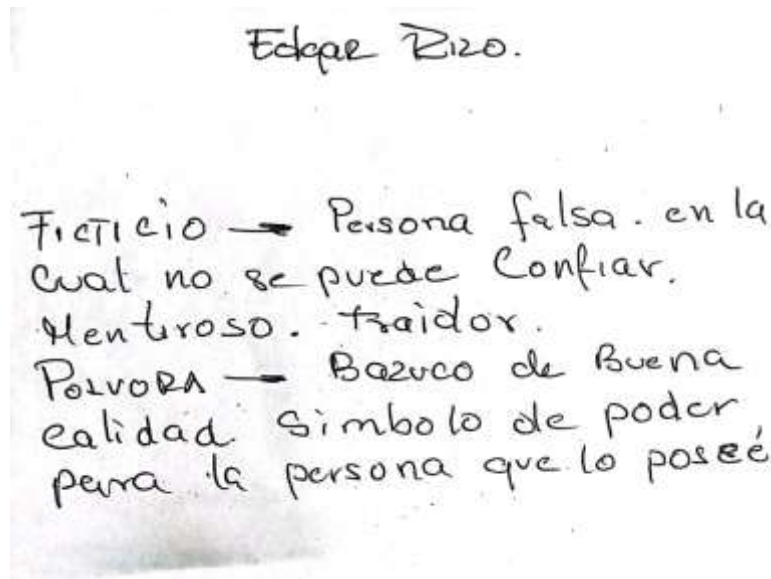 Edgar Rizo.
FICTICIO — Persona falsa. en la
cual no se puede Confiar.
Mentiroso. traidor.
POLVORA — Bazuco de Buena
calidad. Simbolo de poder
para la persona que lo poseé